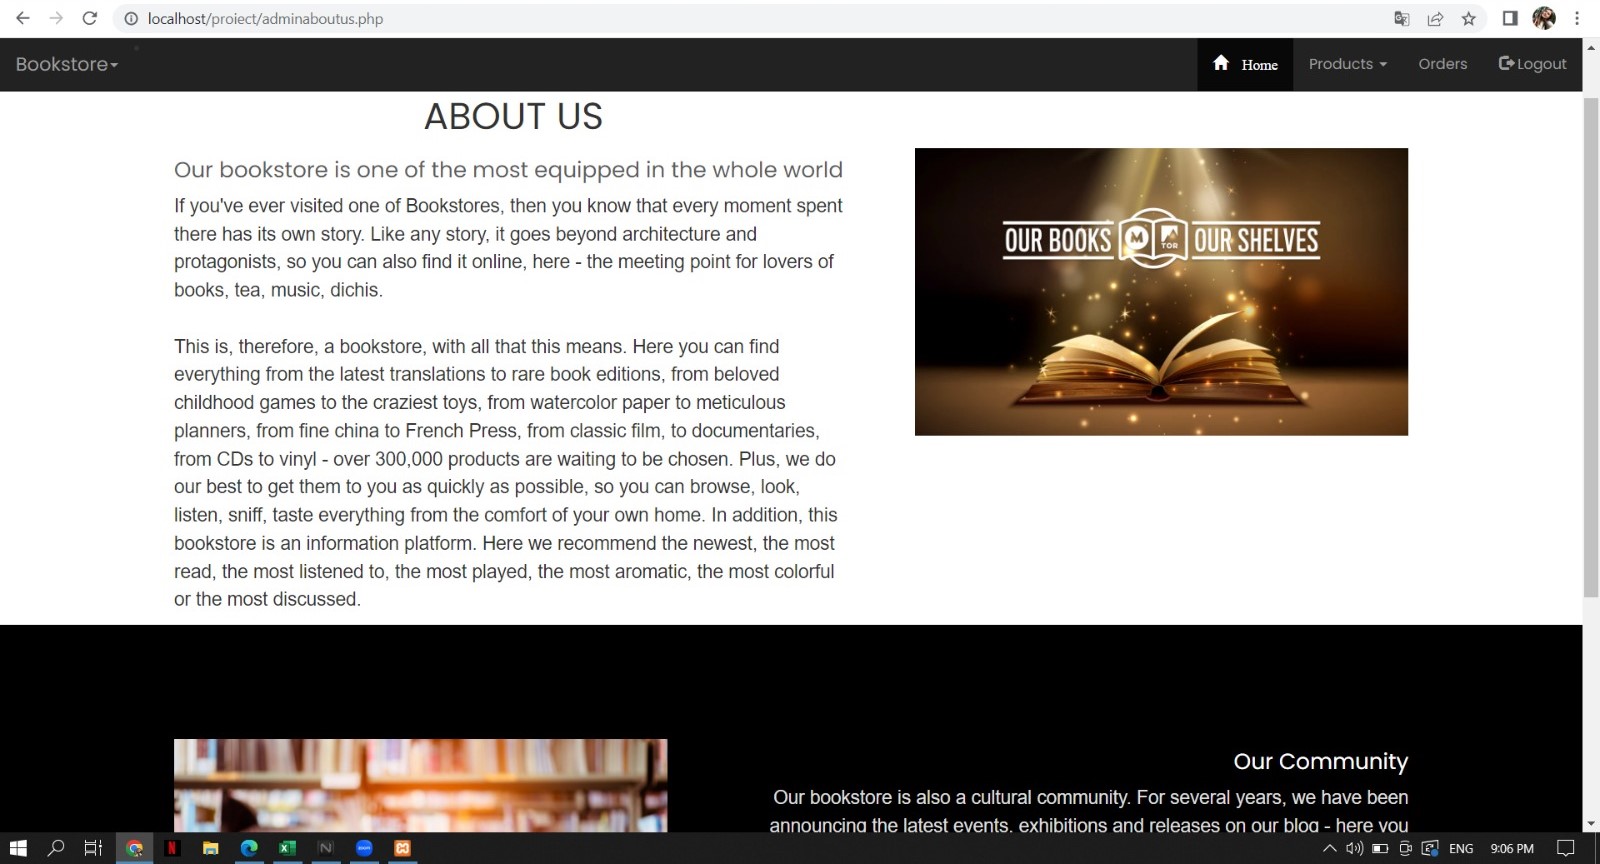 localhost/proiect/adminaboutus.php
Bookstore
Home
Products
Orders
Logout
ABOUT US
Our bookstore is one of the most equipped in the whole world
If you've ever visited one of Bookstores, then you know that every moment spent
there has its own story. Like any story, it goes beyond architecture and
protagonists, so you can also find it online, here - the meeting point for lovers of
books, tea, music, dichis.
This is, therefore, a bookstore, with all that this means. Here you can find
everything from the latest translations to rare book editions, from beloved
childhood games to the craziest toys, from watercolor paper to meticulous
planners, from fine china to French Press, from classic film, to documentaries,
from CDs to vinyl - over 300,000 products are waiting to be chosen. Plus, we do
our best to get them to you as quickly as possible, so you can browse, look,
listen, sniff, taste everything from the comfort of your own home. In addition, this
bookstore is an information platform. Here we recommend the newest, the most
read, the most listened to, the most played, the most aromatic, the most colorful
or the most discussed.
OUR BOOKS M TOR OUR SHELVES
Our Community
Our bookstore is also a cultural community. For several years, we have been
announcing the latest events, exhibitions and releases on our blog - here you
ENG
9:06 PM